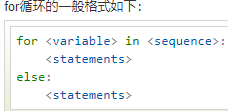 for循环的一般格式如下:
for <variable> in <sequence>:
    <statements>
else:
    <statements>